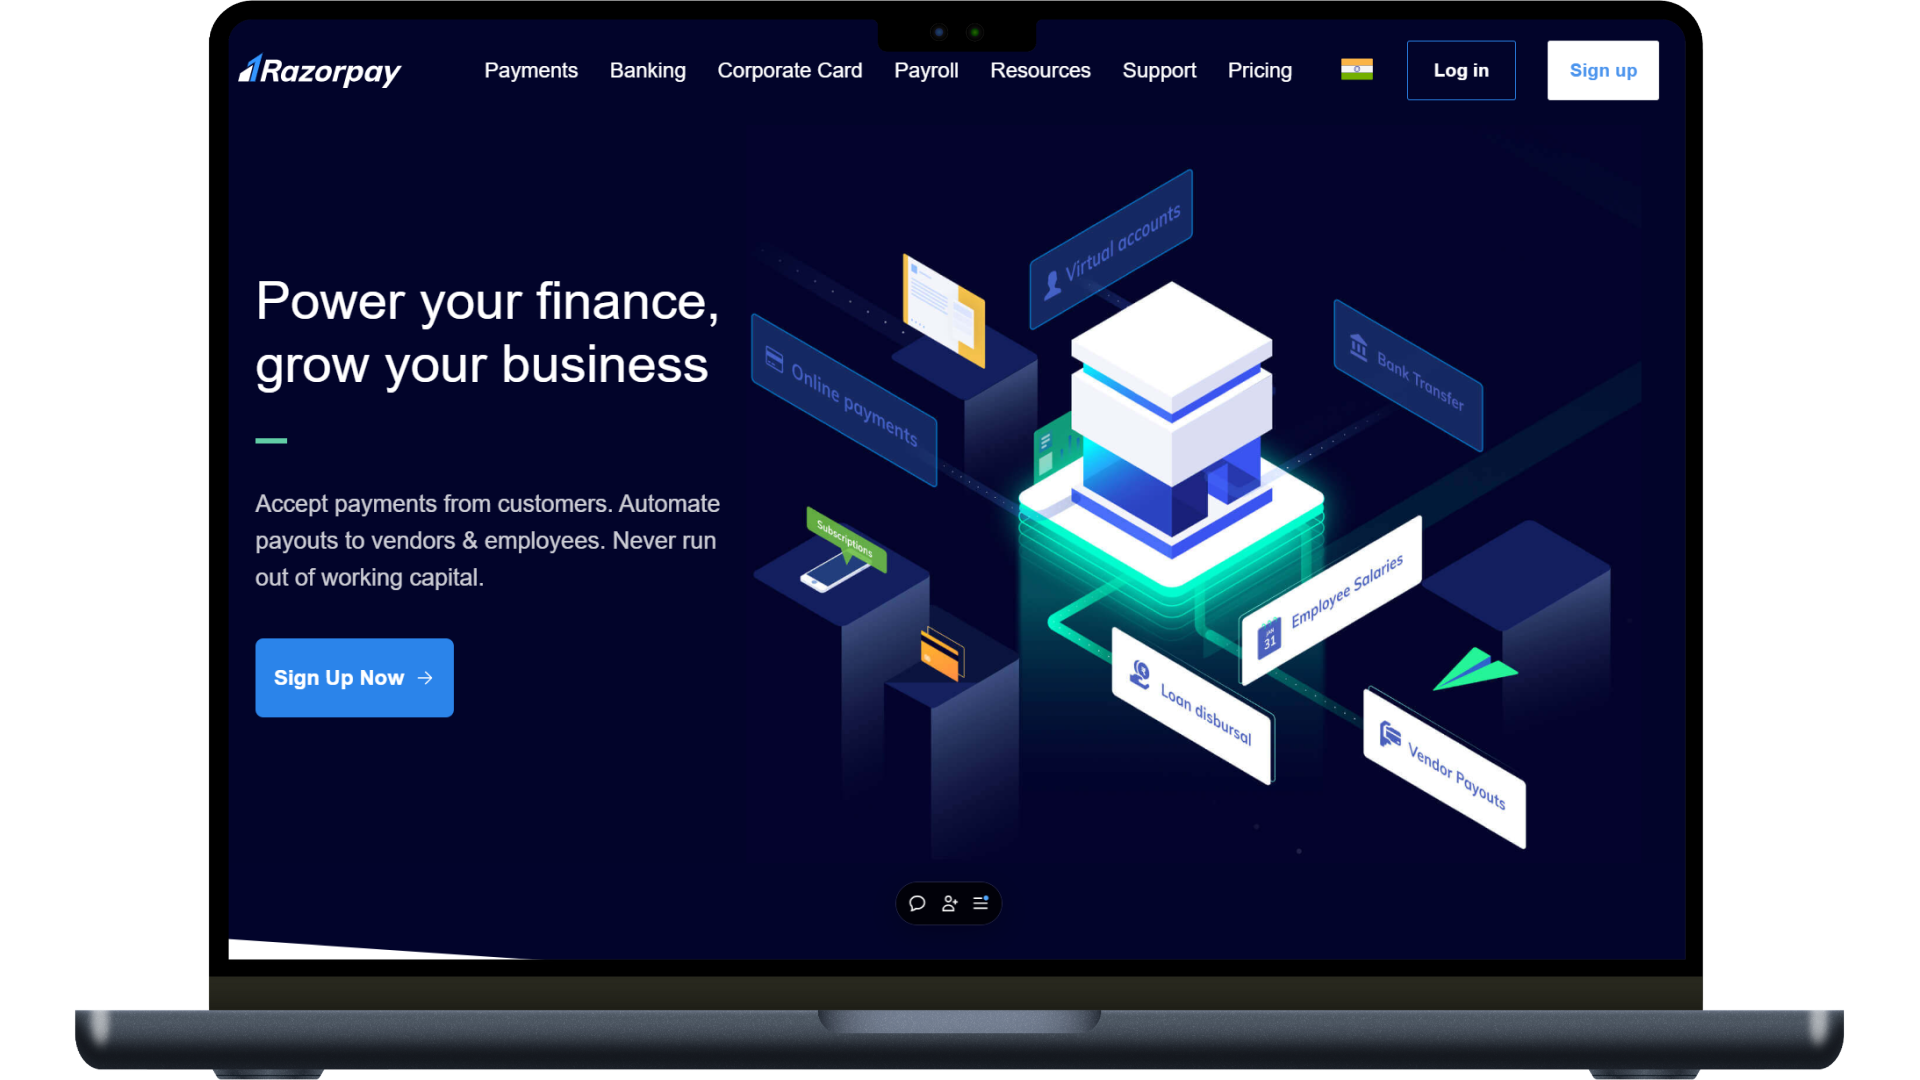 Razorpay
Payments
Banking
Corporate Card
Payroll
Resources
Support
Pricing
Log in
Sign up
Power your finance,
grow your business
Accept payments from customers. Automate
payouts to vendors & employees. Never run
out of working capital.
Sign Up Now →
Virtual accounts
Online payments
Bank Transfer
Subscriptions
JAN
31
Employee Salaries
Loan disbursal
Vendor Payouts